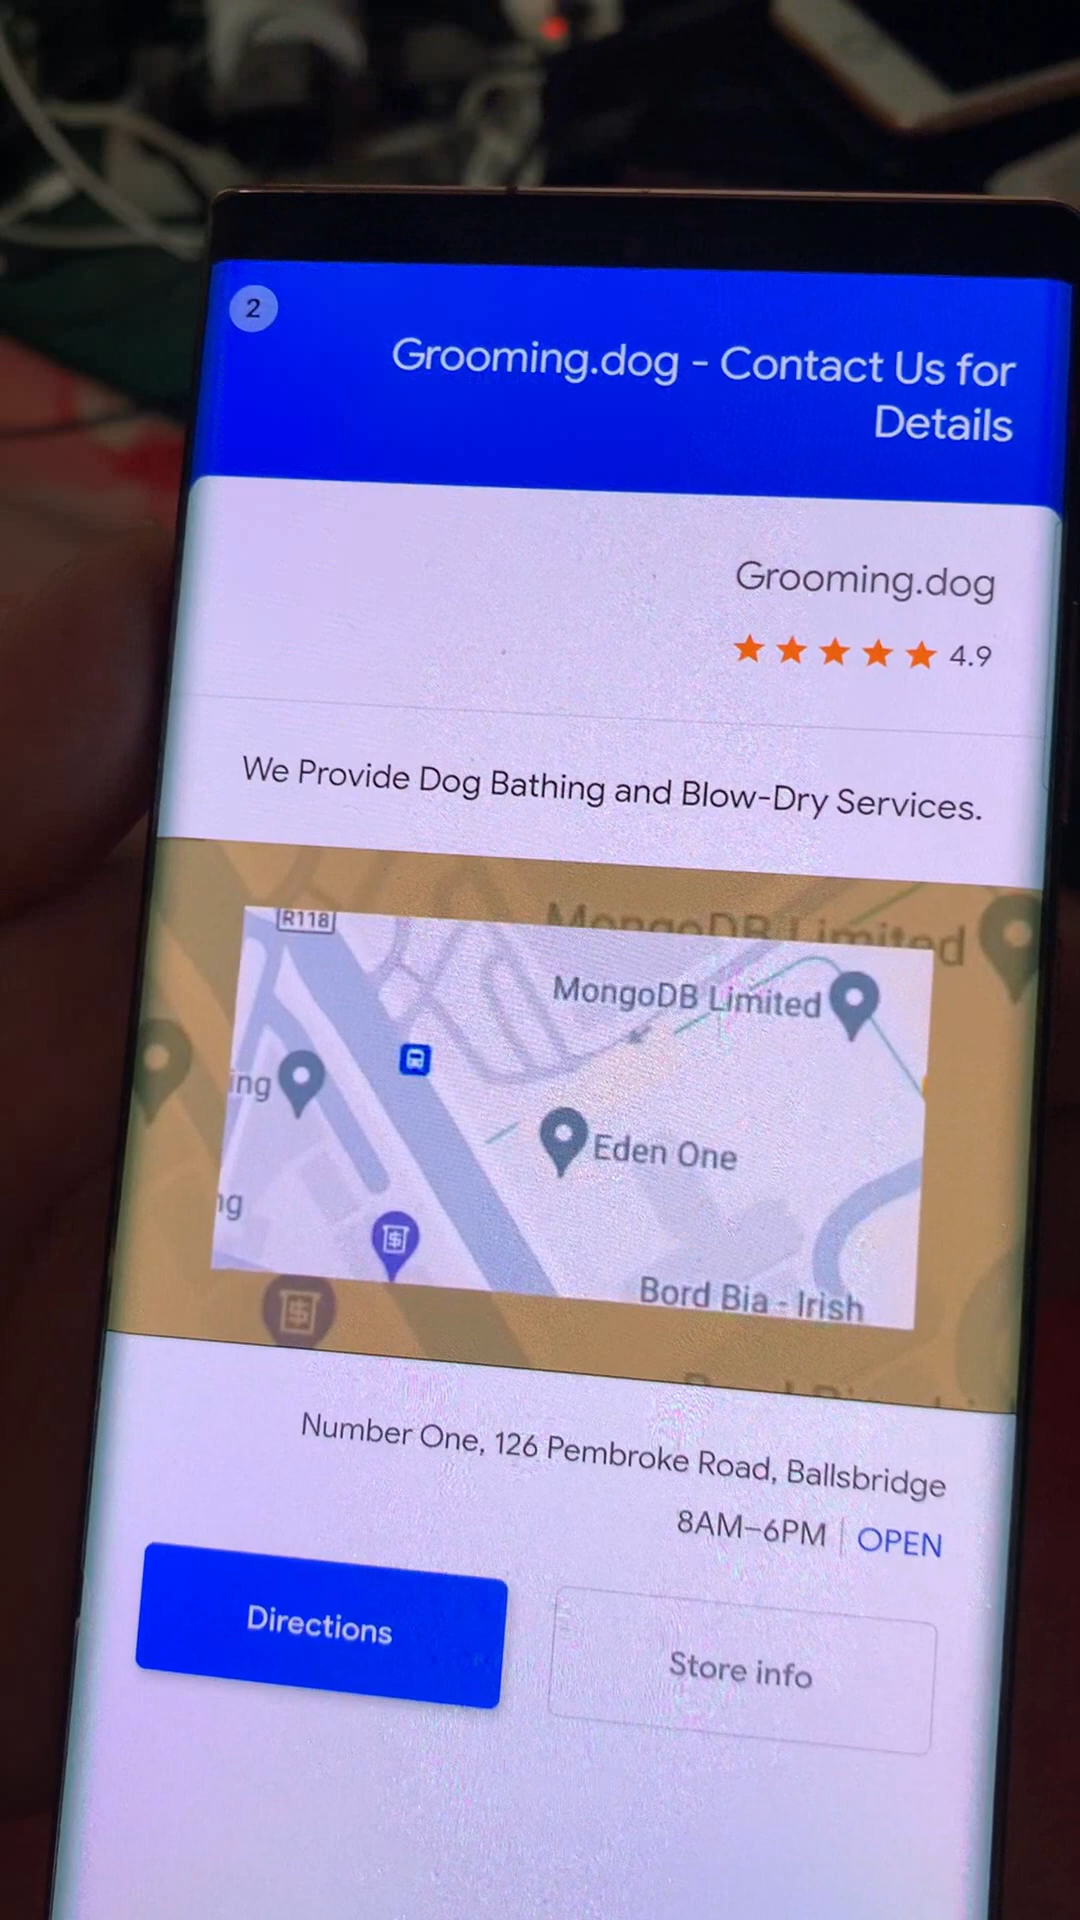 2
Grooming.dog - Contact Us for
Details
Grooming.dog
4.9
We Provide Dog Bathing and Blow-Dry Services.
MongoDB Limited
R118
MongoDB Limited
ing
Eden One
ng
Bord Bia - Irish
Number One, 126 Pembroke Road, Ballsbridge
8AM–6PM | OPEN
Directions
Store info